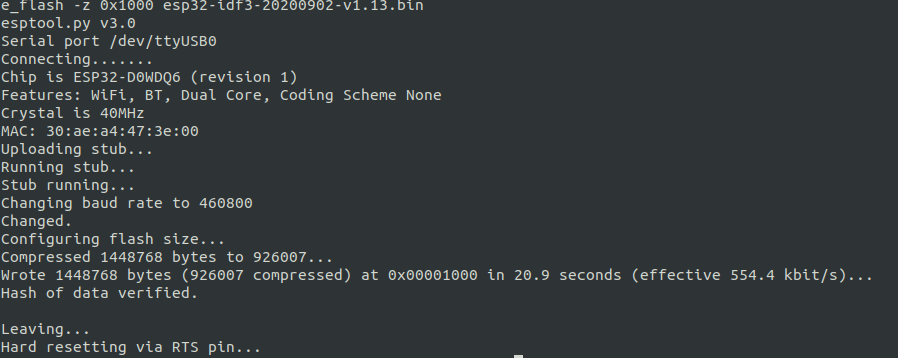 e_flash -z 0x1000 esp32-idf3-20200902-v1.13.bin
esptool.py v3.0
Serial port /dev/ttyUSB0
Connecting.......
Chip is ESP32-D0WDQ6 (revision 1)
Features: WiFi, BT, Dual Core, Coding Scheme None
Crystal is 40MHz
MAC: 30:ae:a4:47:3e:00
Uploading stub...
Running stub...
Stub running...
Changing baud rate to 460800
Changed.
Configuring flash size...
Compressed 1448768 bytes to 926007...
Wrote 1448768 bytes (926007 compressed) at 0x00001000 in 20.9 seconds (effective 554.4 kbit/s)...
Hash of data verified.
Leaving...
Hard resetting via RTS pin...